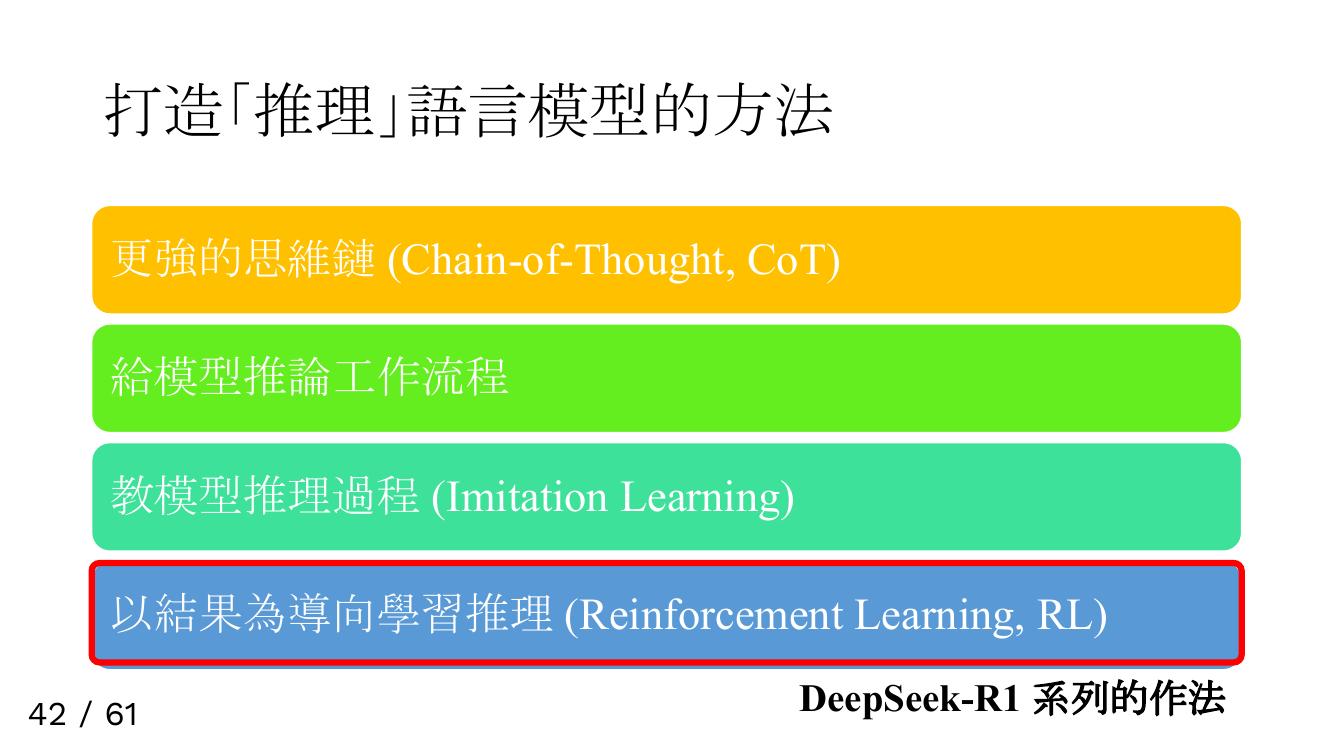 打造「推理」語言模型的方法
更強的思維鏈 (Chain-of-Thought, CoT)
給模型推論工作流程
教模型推理過程 (Imitation Learning)
以結果為導向學習推理 (Reinforcement Learning, RL)
DeepSeek-R1 系列的作法
42 / 61